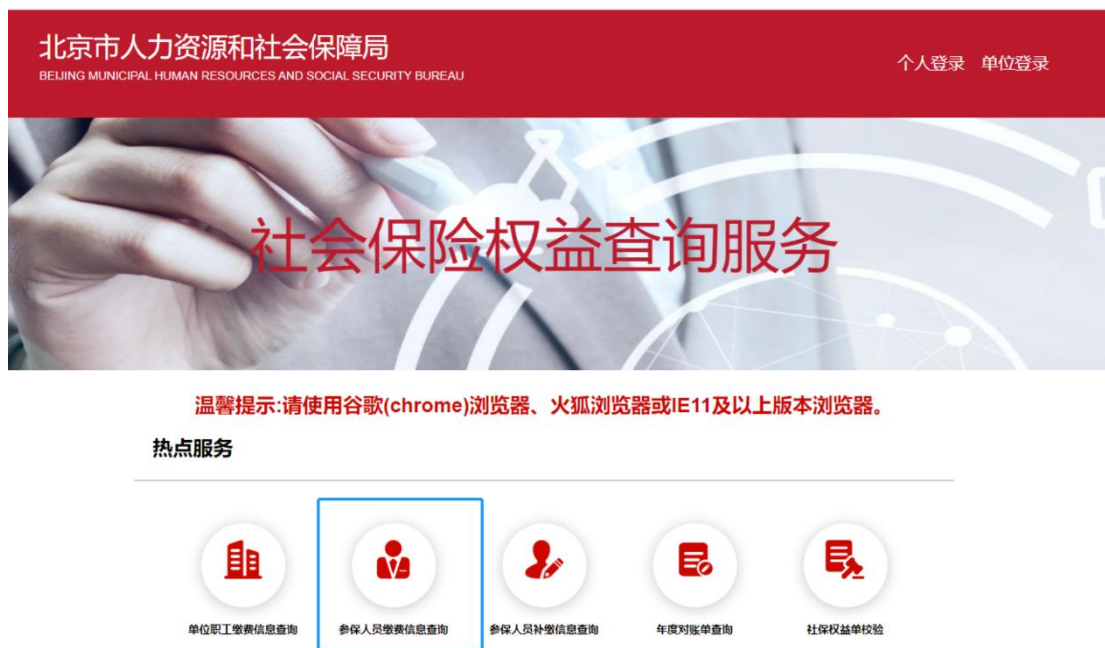 北京市人力资源和社会保障局
BEIJING MUNICIPAL HUMAN RESOURCES AND SOCIAL SECURITY BUREAU
个人登录 单位登录
社会保险权益查询服务
温馨提示:请使用谷歌(chrome)浏览器、火狐浏览器或IE11及以上版本浏览器。
热点服务
单位职工缴费信息查询
参保人员缴费信息查询
参保人员补缴信息查询
年度对账单查询
社保权益单校验